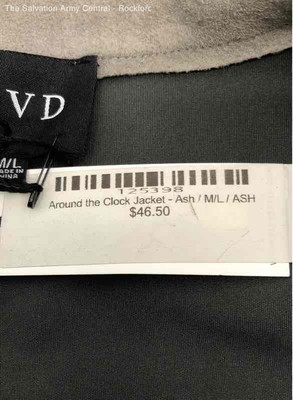 The Salvation Army Central - Rockford
VD
M/L
MADE IN
CHINA
125398
Around the Clock Jacket - Ash / M/L / ASH
$46.50